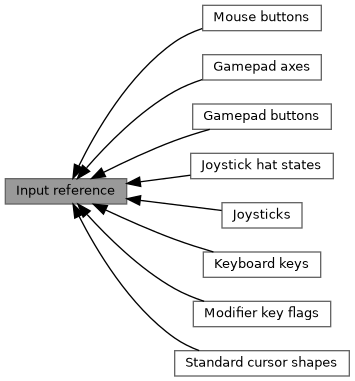 Mouse buttons
Gamepad axes
Gamepad buttons
Joystick hat states
Input reference
Joysticks
Keyboard keys
Modifier key flags
Standard cursor shapes